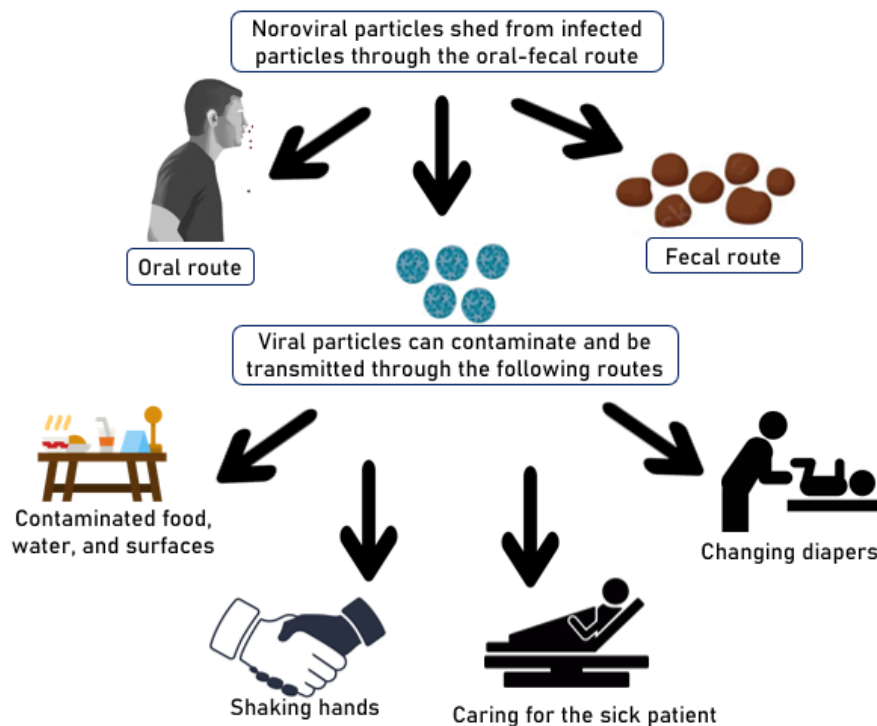 Noroviral particles shed from infected
particles through the oral-fecal route
Oral route
Fecal route
Viral particles can contaminate and be
transmitted through the following routes
Contaminated food,
water, and surfaces
Changing diapers
Shaking hands
Caring for the sick patient